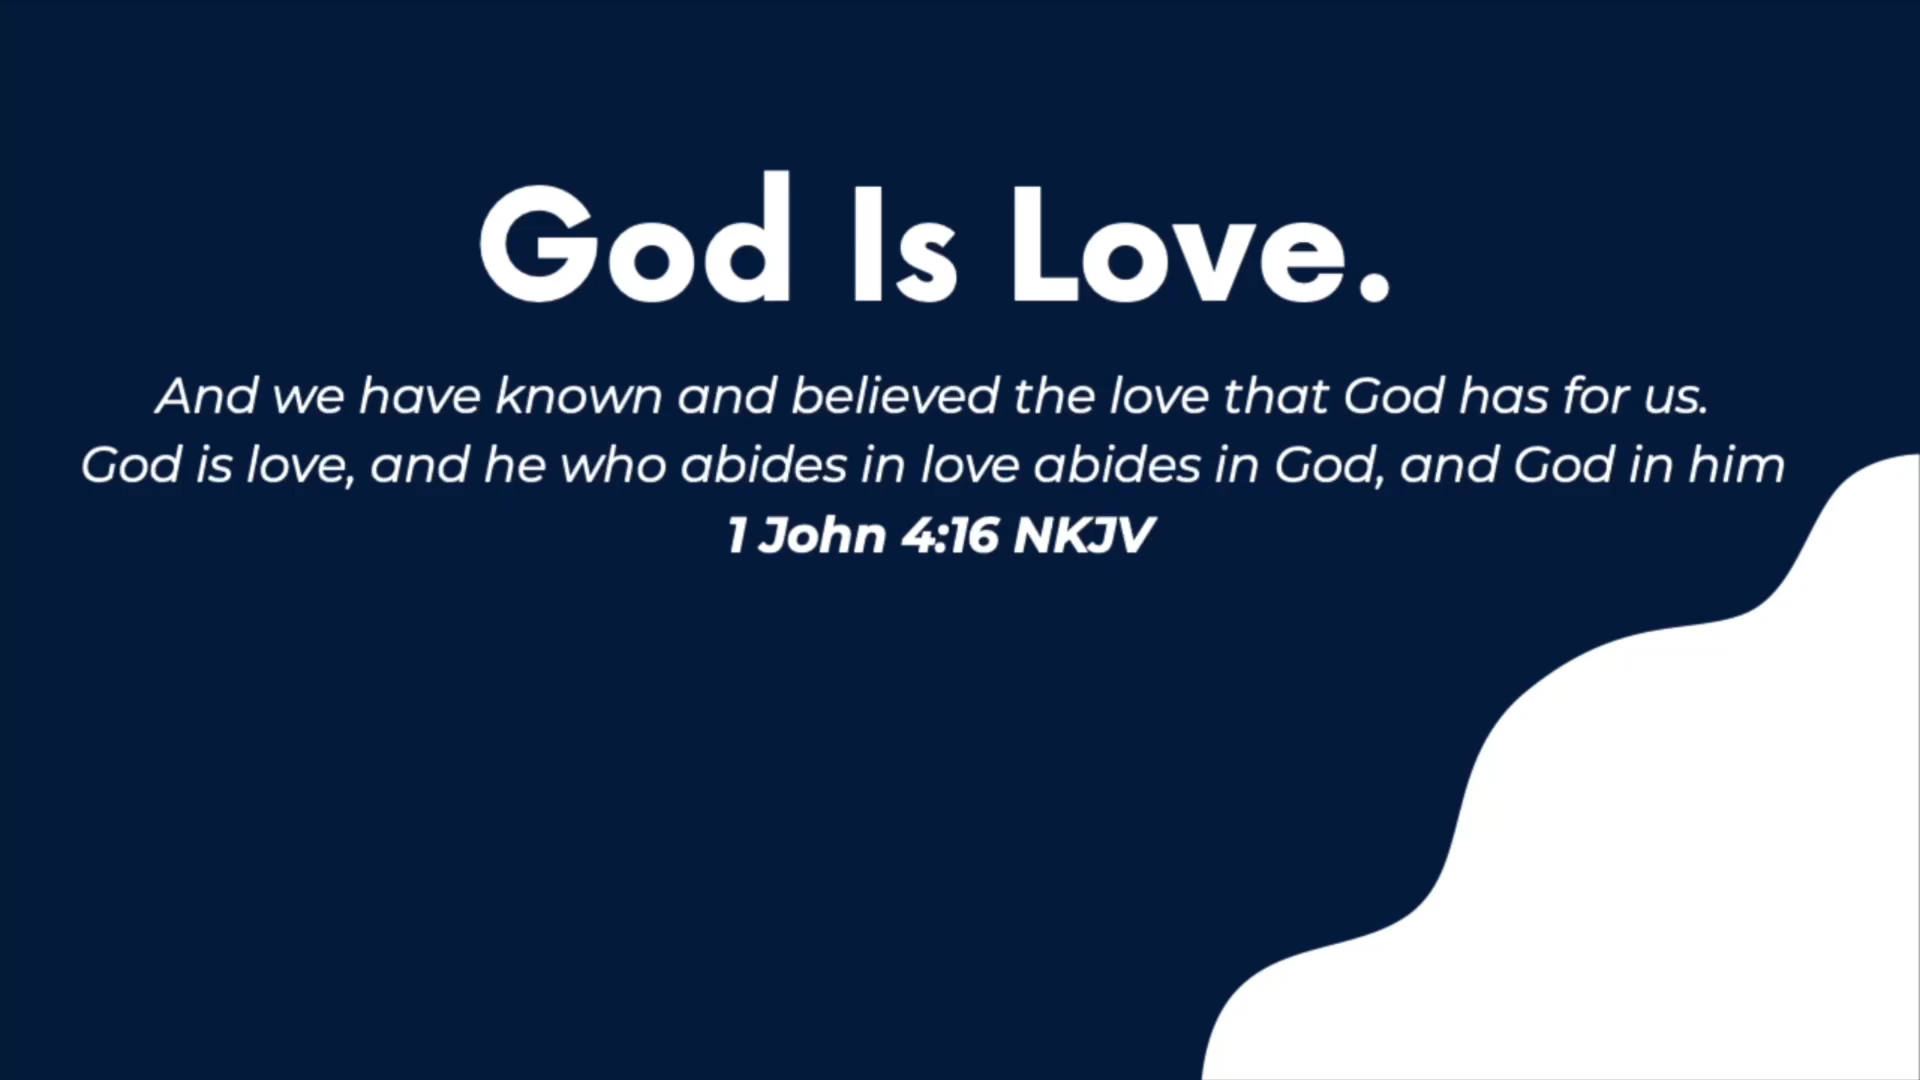 God Is Love.
And we have known and believed the love that God has for us.
God is love, and he who abides in love abides in God, and God in him
1 John 4:16 NKJV